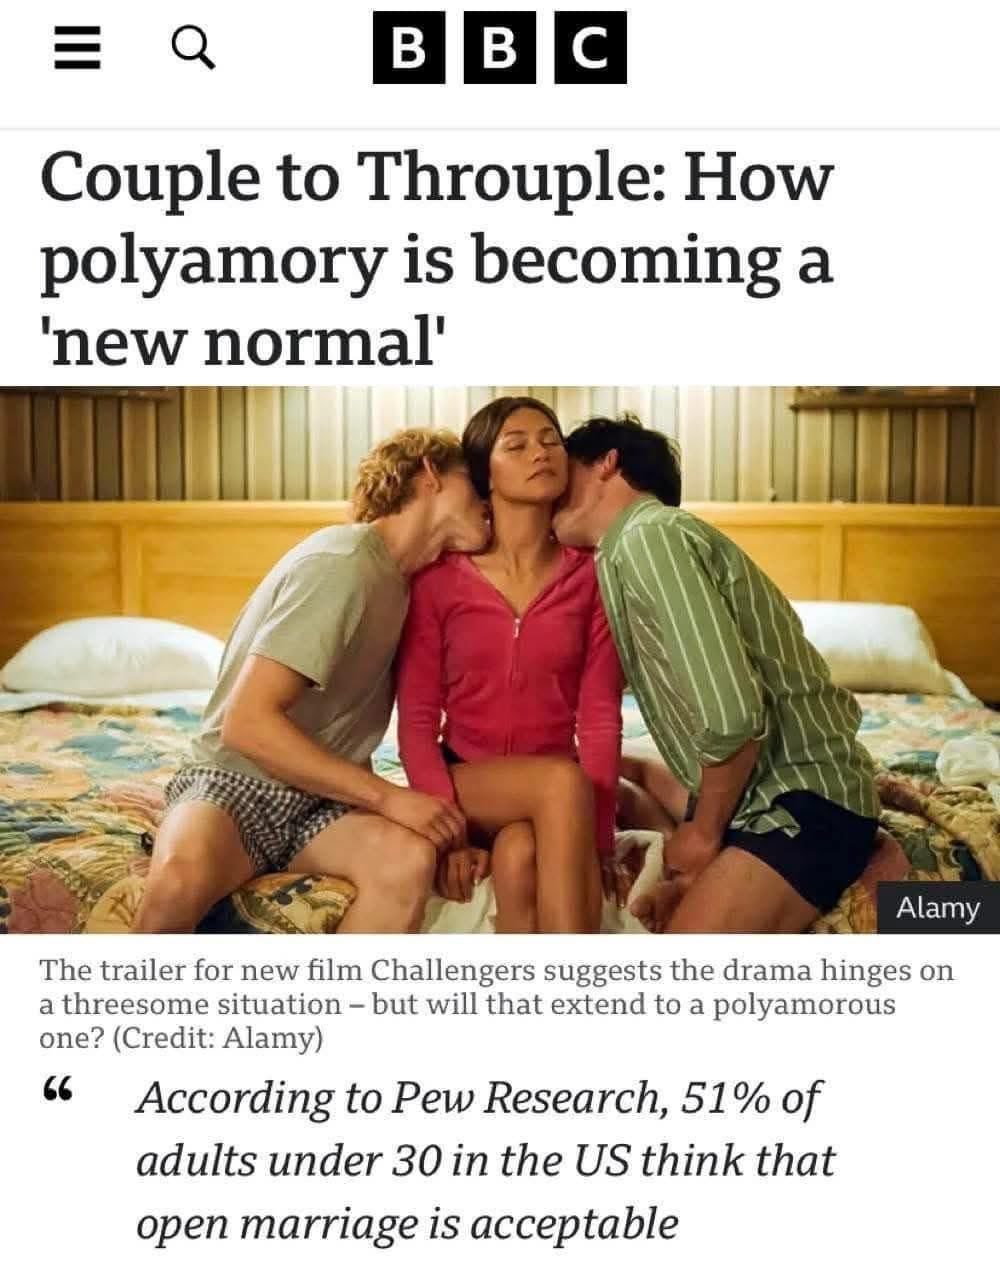 BBC
Couple to Throuple: How
polyamory is becoming a
'new normal'
Alamy
The trailer for new film Challengers suggests the drama hinges on
a threesome situation – but will that extend to a polyamorous
one? (Credit: Alamy)
“ According to Pew Research, 51% of
adults under 30 in the US think that
open marriage is acceptable